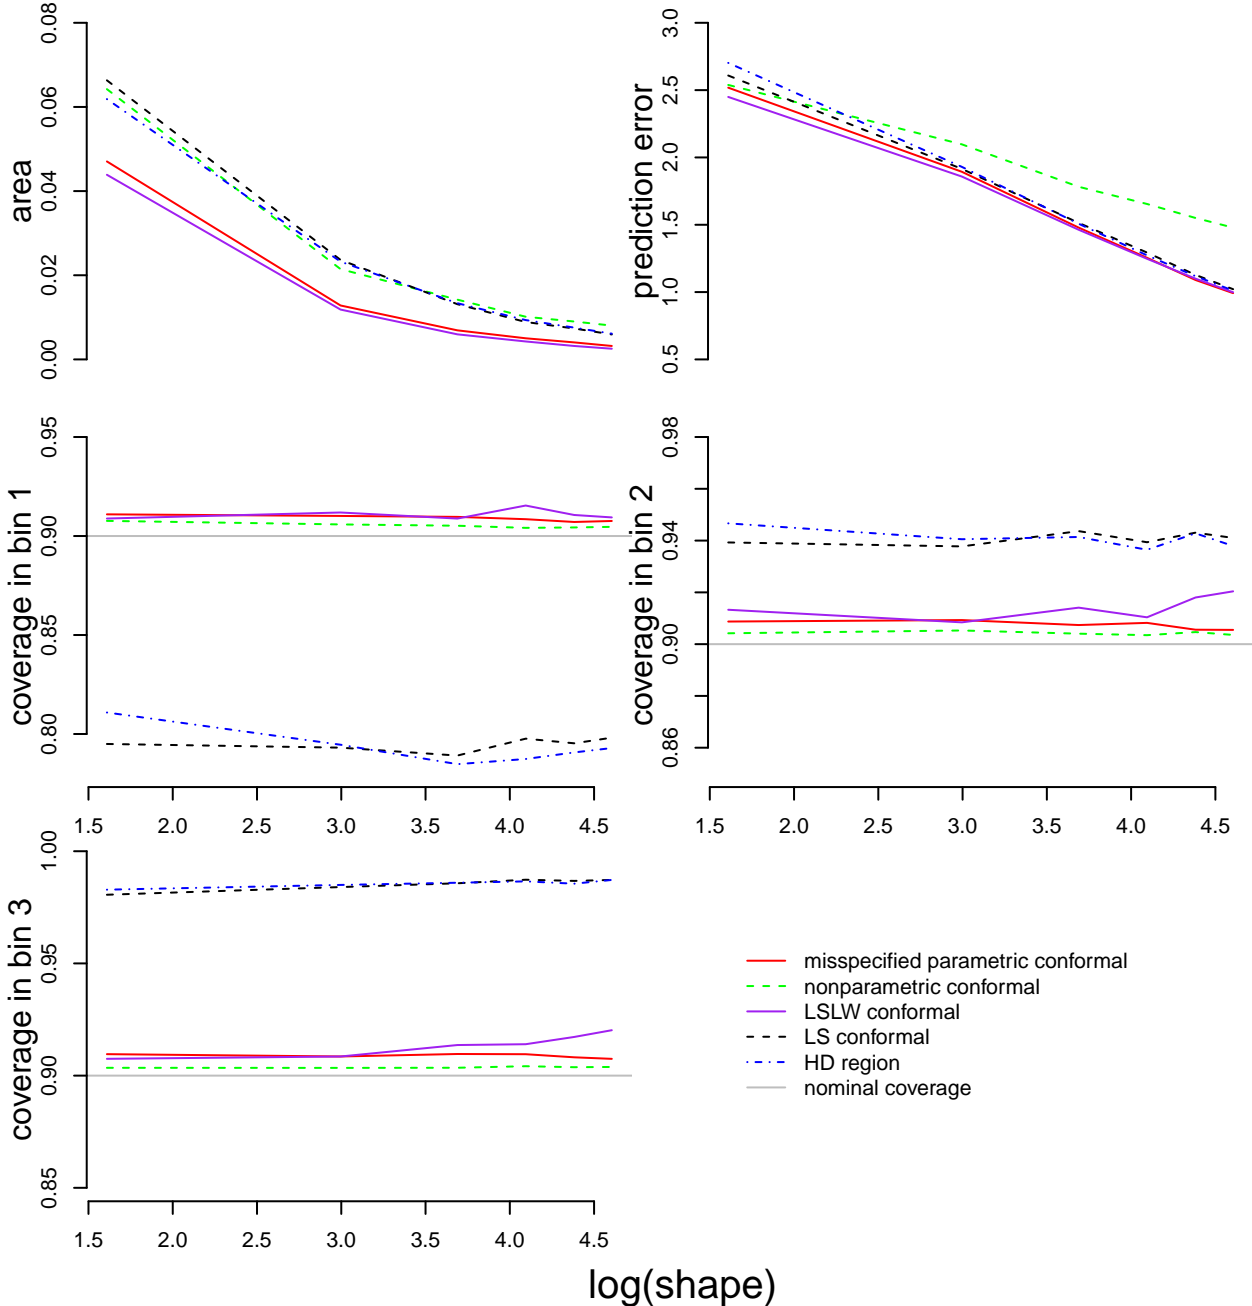 area
0.00 0.02 0.04 0.06 0.08
prediction error
0.5 1.0 1.5 2.0 2.5 3.0
coverage in bin 1
0.80 0.85 0.90 0.95
1.5 2.0 2.5 3.0 3.5 4.0 4.5
coverage in bin 2
0.86 0.90 0.94 0.98
1.5 2.0 2.5 3.0 3.5 4.0 4.5
coverage in bin 3
0.85 0.90 0.95 1.00
1.5 2.0 2.5 3.0 3.5 4.0 4.5
misspecified parametric conformal
nonparametric conformal
LSLW conformal
LS conformal
HD region
nominal coverage
log(shape)